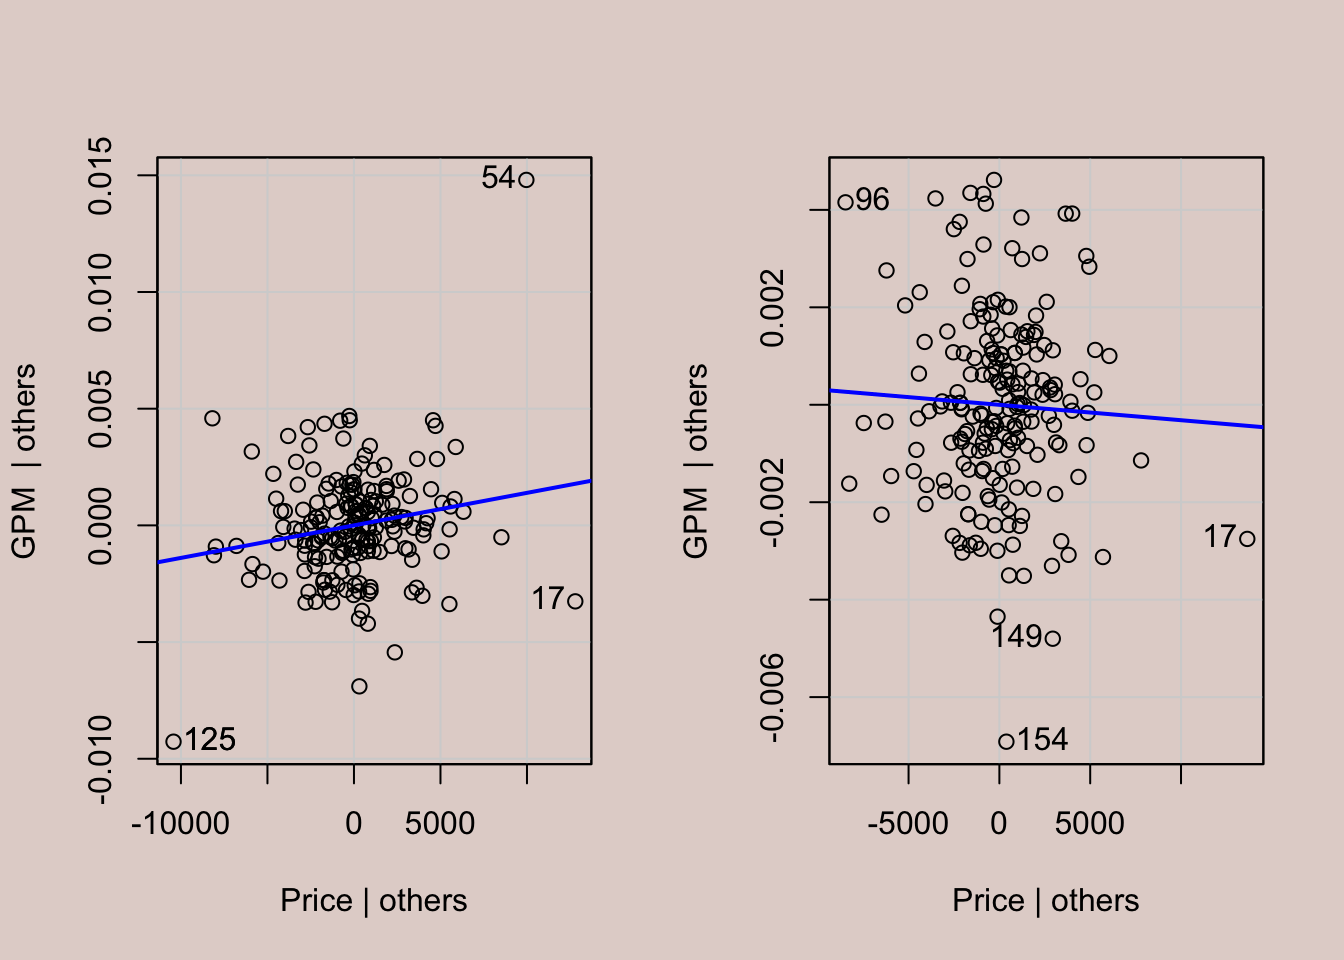 GPM | others
0.015
0.010
0.005
0.000
-0.010
54
17
125
-10000 0 5000
Price | others
GPM | others
0.002
-0.002
-0.006
96
17
149
154
-5000 0 5000
Price | others